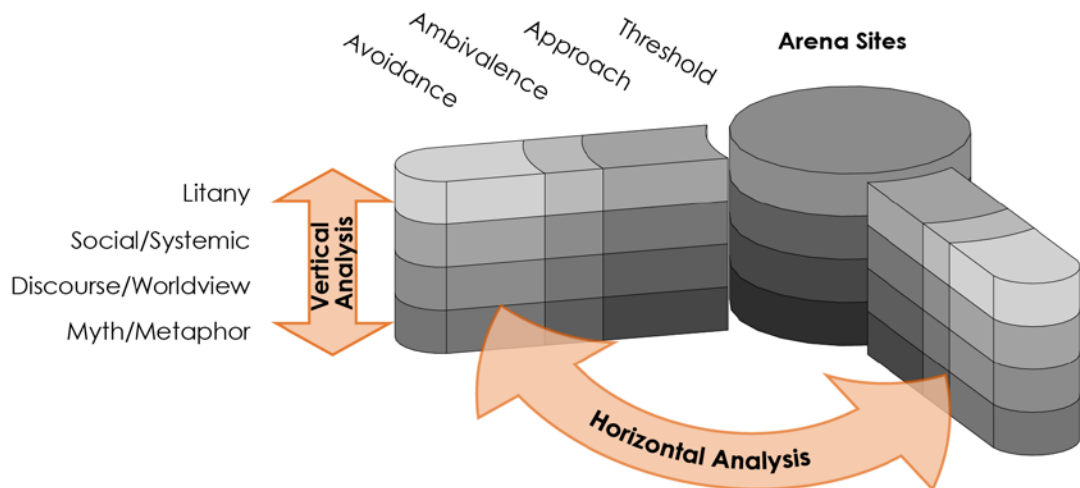 Avoidance
Ambivalence
Approach
Threshold
Arena Sites
Litany
Social/Systemic
Discourse/Worldview
Myth/Metaphor
Vertical
Analysis
Horizontal Analysis